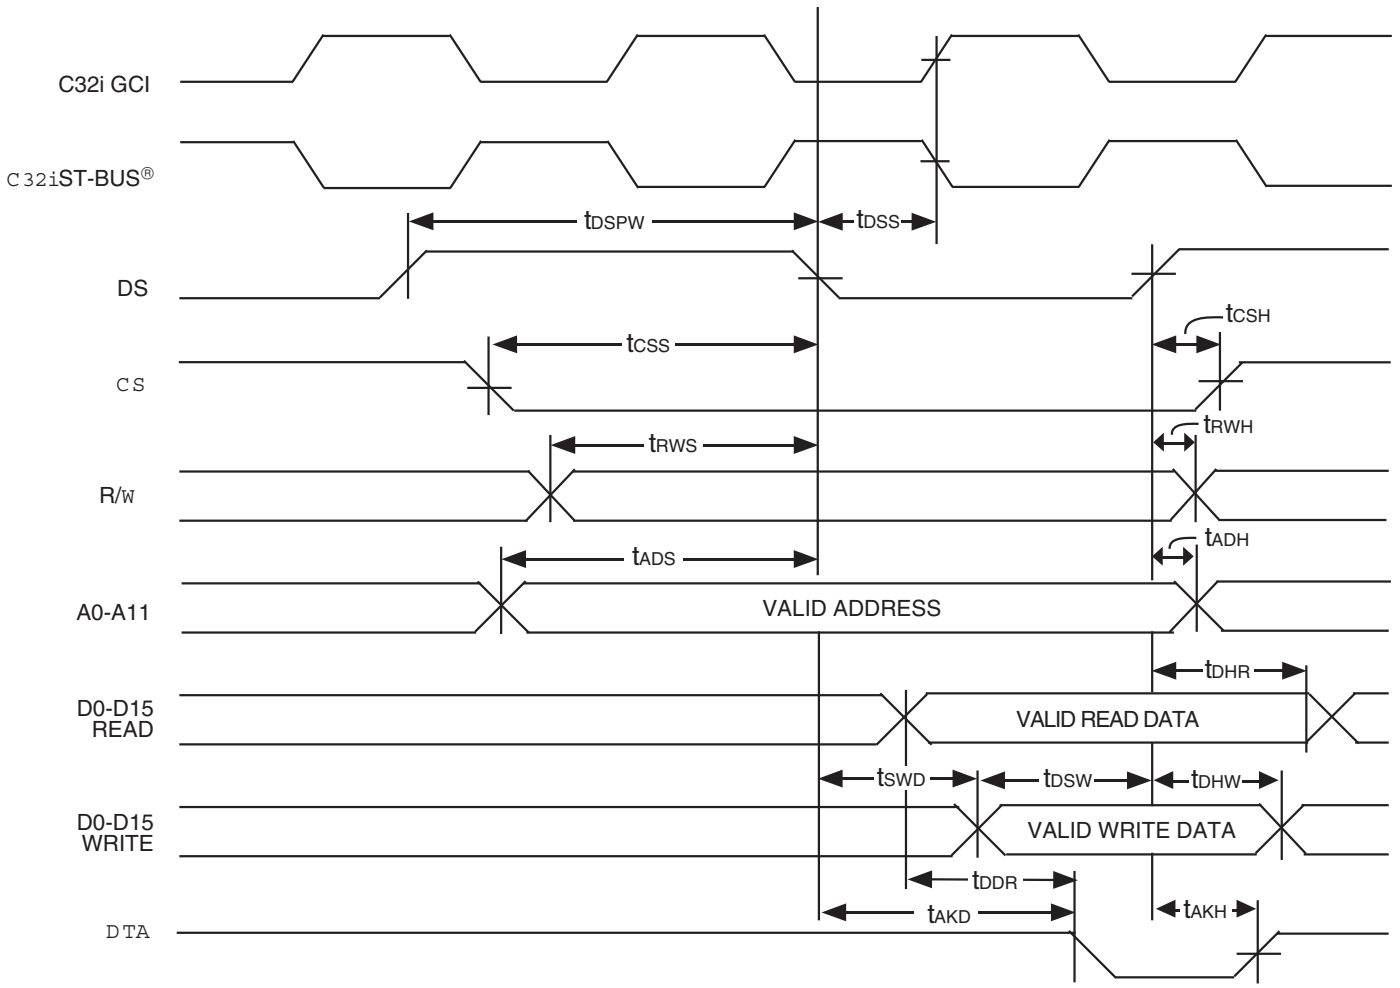 C32i GCI
C32iST-BUS®
tDSPW
tDSS
DS
tCSH
tCSS
CS
tRWH
tRWS
R/W
tADH
tADS
A0-A11
VALID ADDRESS
tDHR
D0-D15
READ
VALID READ DATA
tSWD
tDSW
tDHW
D0-D15
WRITE
VALID WRITE DATA
tDDR
tAKD
tAKH
DTA